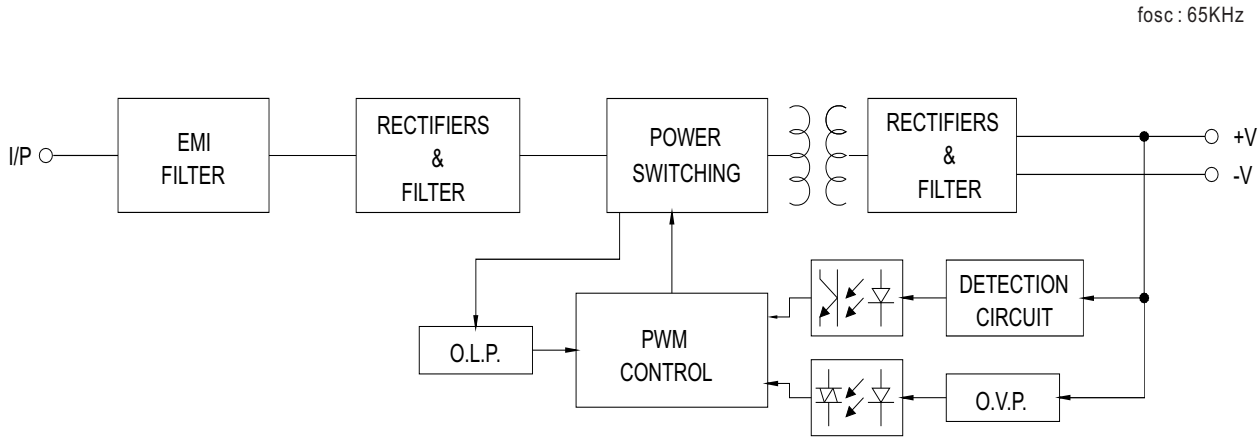 fosc : 65KHz
I/P
EMI
FILTER
RECTIFIERS
&
FILTER
POWER
SWITCHING
RECTIFIERS
&
FILTER
+V
-V
O.L.P.
PWM
CONTROL
DETECTION
CIRCUIT
O.V.P.